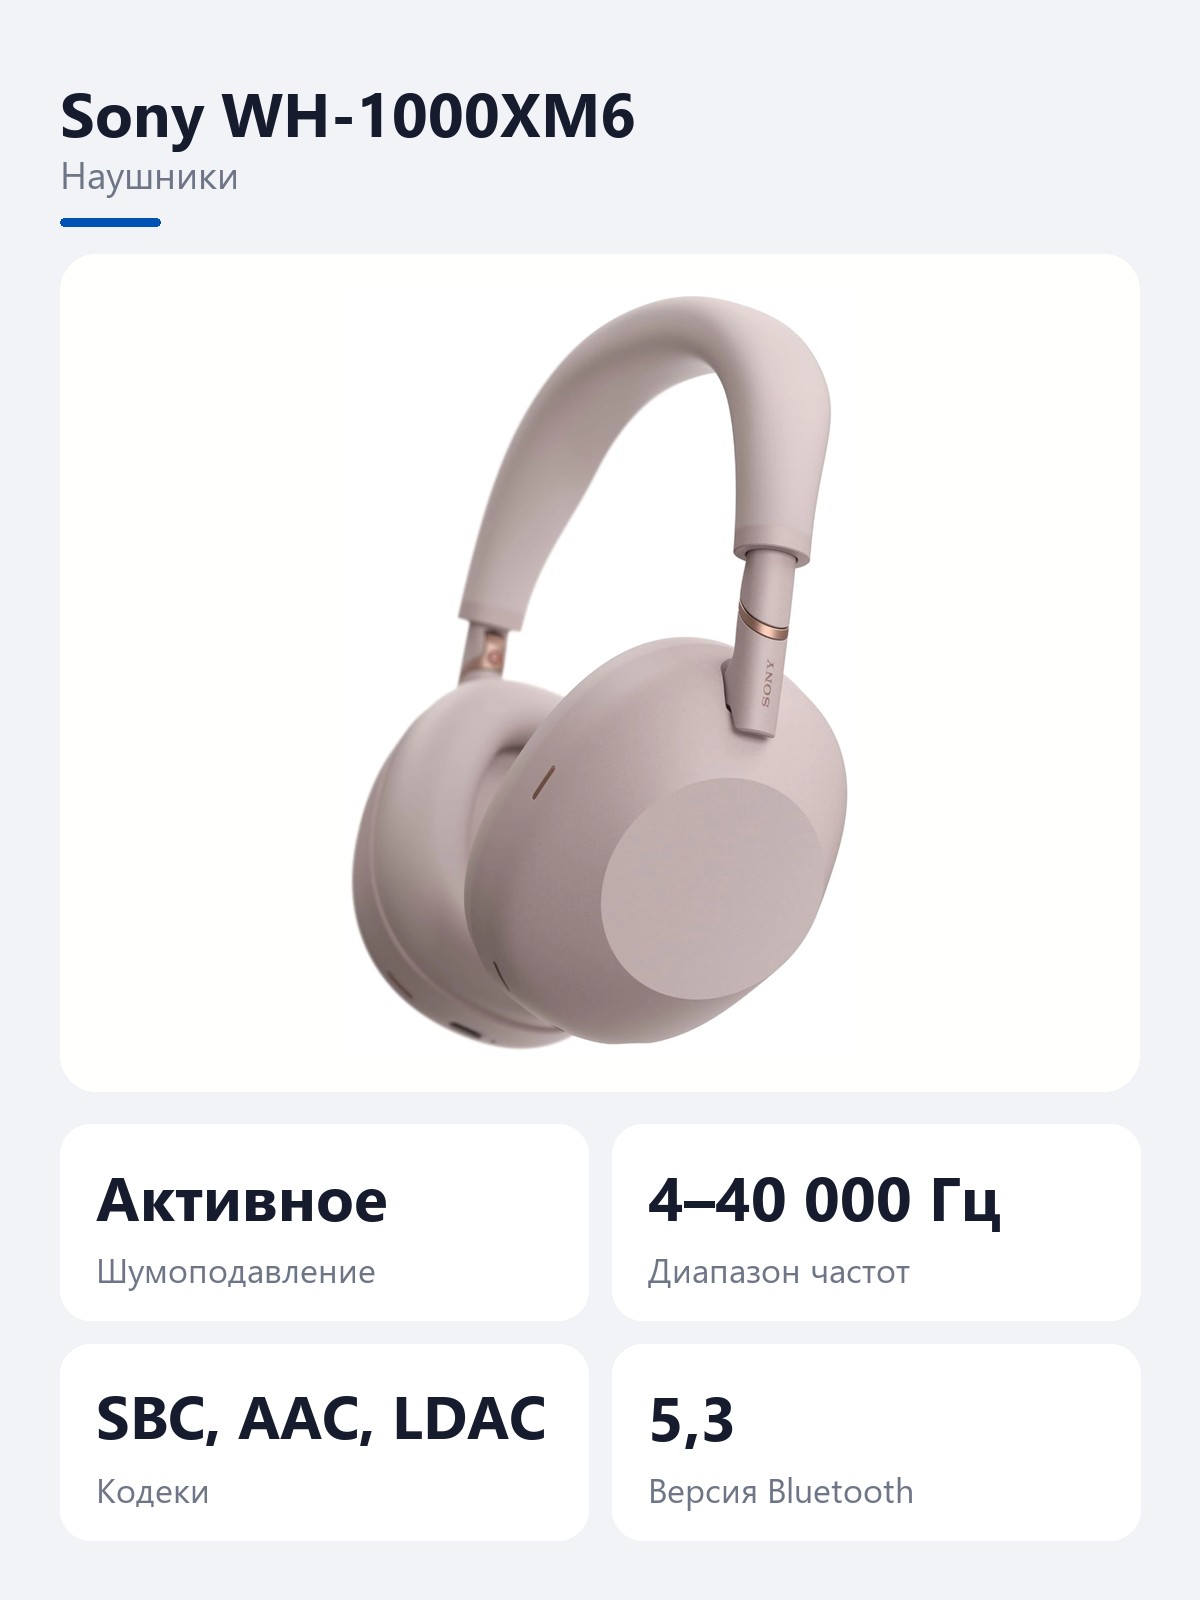 Sony WH-1000XM6
Наушники
SONY
Активное
Шумоподавление
4–40 000 Гц
Диапазон частот
SBC, AAC, LDAC
Кодеки
5,3
Версия Bluetooth